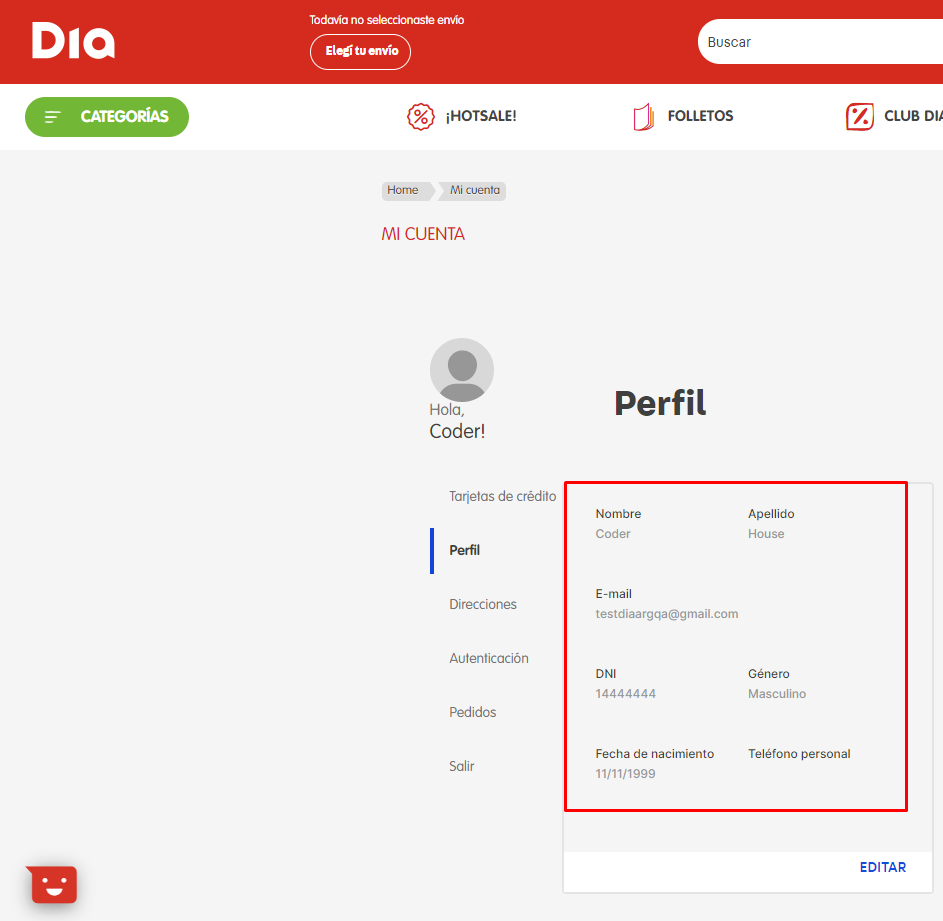 Dia
Todavía no seleccionaste envío
Elegí tu envío
Buscar
CATEGORÍAS
¡HOTSALE!
FOLLETOS
CLUB DIA
Home
Mi cuenta
MI CUENTA
Hola,
Coder!
Perfil
Tarjetas de crédito
Perfil
Direcciones
Autenticación
Pedidos
Salir
Nombre
Apellido
Coder
House
E-mail
testdiaargqa@gmail.com
DNI
Género
14444444
Masculino
Fecha de nacimiento
Teléfono personal
11/11/1999
EDITAR